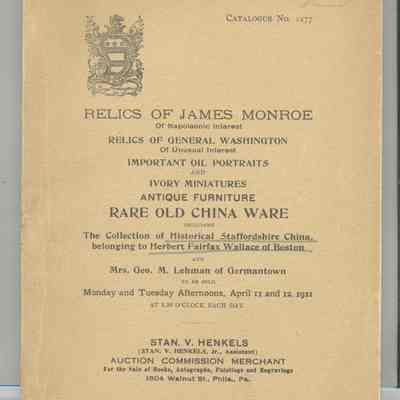 CATALOGUE No. 1277
RELICS OF JAMES MONROE
Of Napoleonic Interest
RELICS OF GENERAL WASHINGTON
Of Unusual Interest
IMPORTANT OIL PORTRAITS
AND
IVORY MINIATURES
ANTIQUE FURNITURE
RARE OLD CHINA WARE
INCLUDING
The Collection of Historical Staffordshire China,
belonging to Herbert Fairfax Wallace of Boston
AND
Mrs. Geo. M. Lehman of Germantown
TO BE SOLD
Monday and Tuesday Afternoons, April 11 and 12, 1911
AT 2.30 O'CLOCK, EACH DAY
STAN. V. HENKELS
(STAN. V. HENKELS, Jr., Assistant)
AUCTION COMMISSION MERCHANT
For the Sale of Books, Autographs, Paintings and Engravings
1304 Walnut St., Phila., Pa.